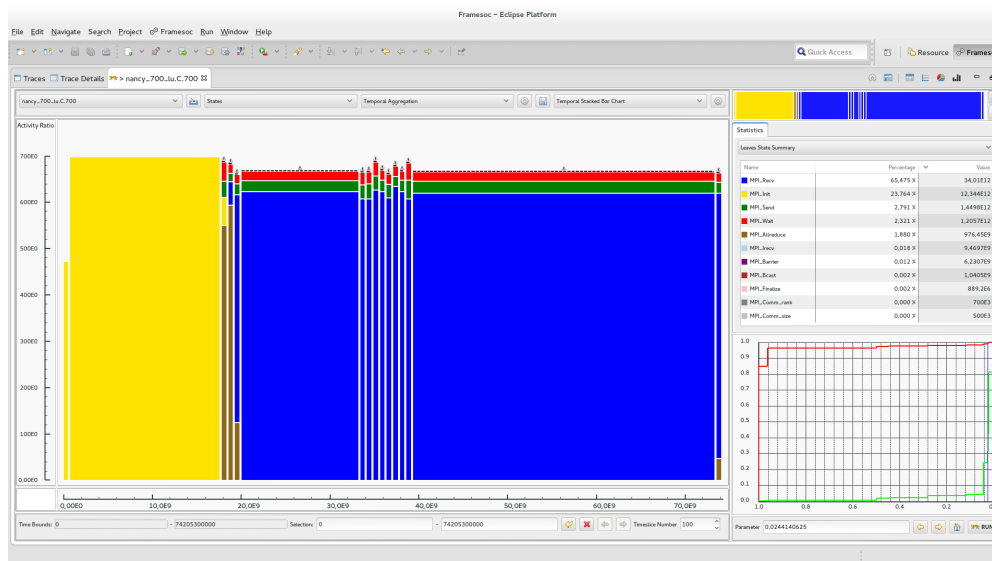 Framesoc – Eclipse Platform
File Edit Navigate Search Project Framesoc Run Window Help
Quick Access Resource Frames
Traces Trace Details > nancy_700_lu.C.700
nancy_700_lu.C.700 States Temporal Aggregation Temporal Stacked Bar Chart
Activity Ratio
700E0
600E0
500E0
400E0
300E0
200E0
100E0
0,00E0
0,00E0 10,0E9 20,0E9 30,0E9 40,0E9 50,0E9 60,0E9 70,0E9
Time Bounds: 0 - 74205300000 Selection: 0 - 74205300000 Timeslice Number 100
Statistics
Leaves State Summary
Name Percentage Value
MPI_Recv 65,475 % 34,01E12
MPI_Init 23,764 % 12,344E12
MPI_Send 2,791 % 1,4498E12
MPI_Wait 2,321 % 1,2057E12
MPI_Allreduce 1,880 % 976,45E9
MPI_Irecv 0,018 % 9,4697E9
MPI_Barrier 0,012 % 6,2307E9
MPI_Bcast 0,002 % 1,0405E9
MPI_Finalize 0,002 % 889,2E6
MPI_Comm_rank 0,000 % 700E3
MPI_Comm_size 0,000 % 500E3
1.0
0.9
0.8
0.7
0.6
0.5
0.4
0.3
0.2
0.1
0.0
1.0 0.8 0.6 0.4 0.2 0
Parameter 0.0244140625 RUN